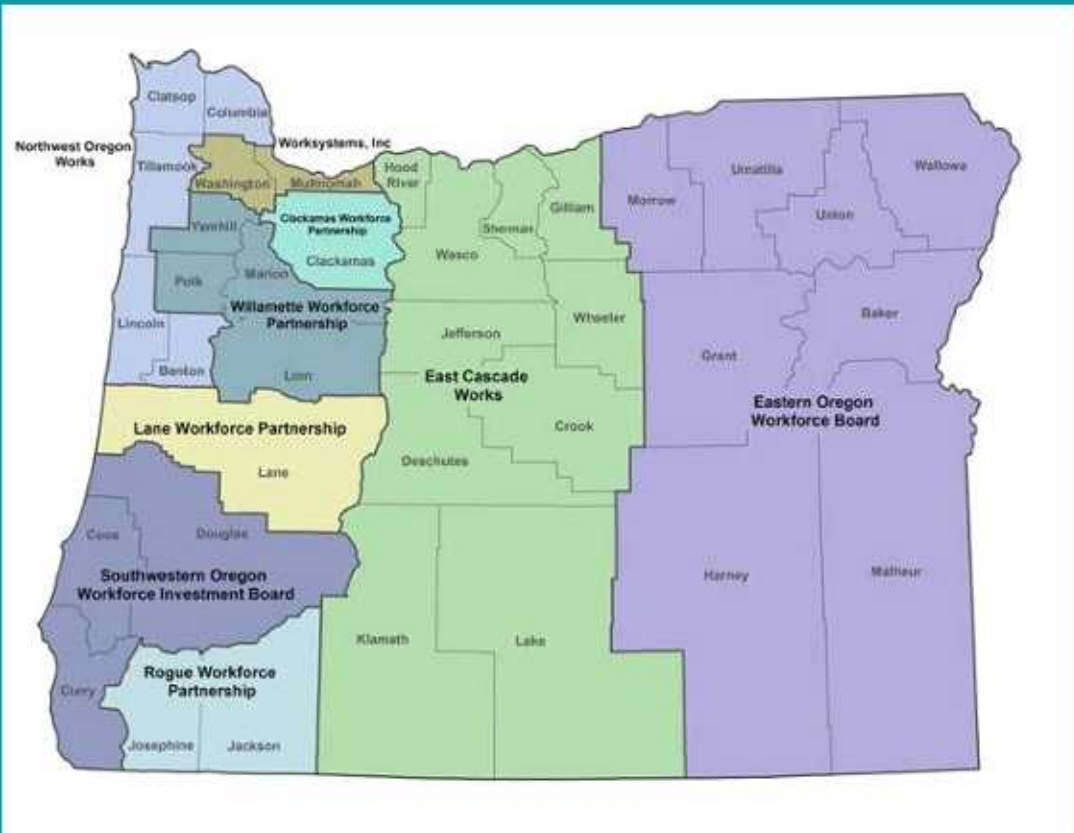 Clatsop
Columbia
Northwest Oregon
Works
Worksystems, Inc
Tillamook
Washington
Multnomah
Hood
River
Clackamas Workforce
Partnership
Clackamas
Yamhill
Polk
Marion
Willamette Workforce
Partnership
Lincoln
Benton
Linn
Sherman
Gilliam
Wasco
Wheeler
Jefferson
East Cascade
Works
Crook
Deschutes
Morrow
Umatilla
Wallowa
Union
Baker
Grant
Eastern Oregon
Workforce Board
Harney
Malheur
Lane Workforce Partnership
Lane
Coos
Douglas
Southwestern Oregon
Workforce Investment Board
Klamath
Lake
Rogue Workforce
Partnership
Curry
Josephine
Jackson